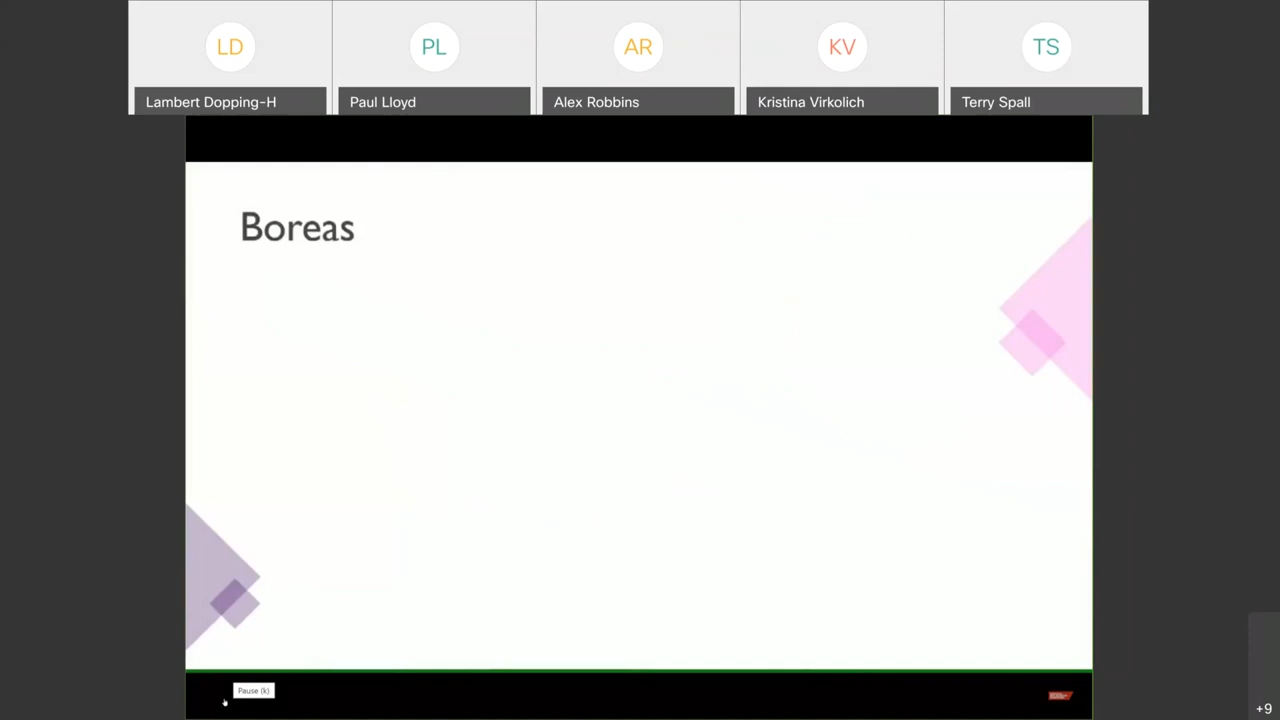 LD
PL
AR
KV
TS
Lambert Dopping-H
Paul Lloyd
Alex Robbins
Kristina Virkolich
Terry Spall
Boreas
Pause (k)
+9